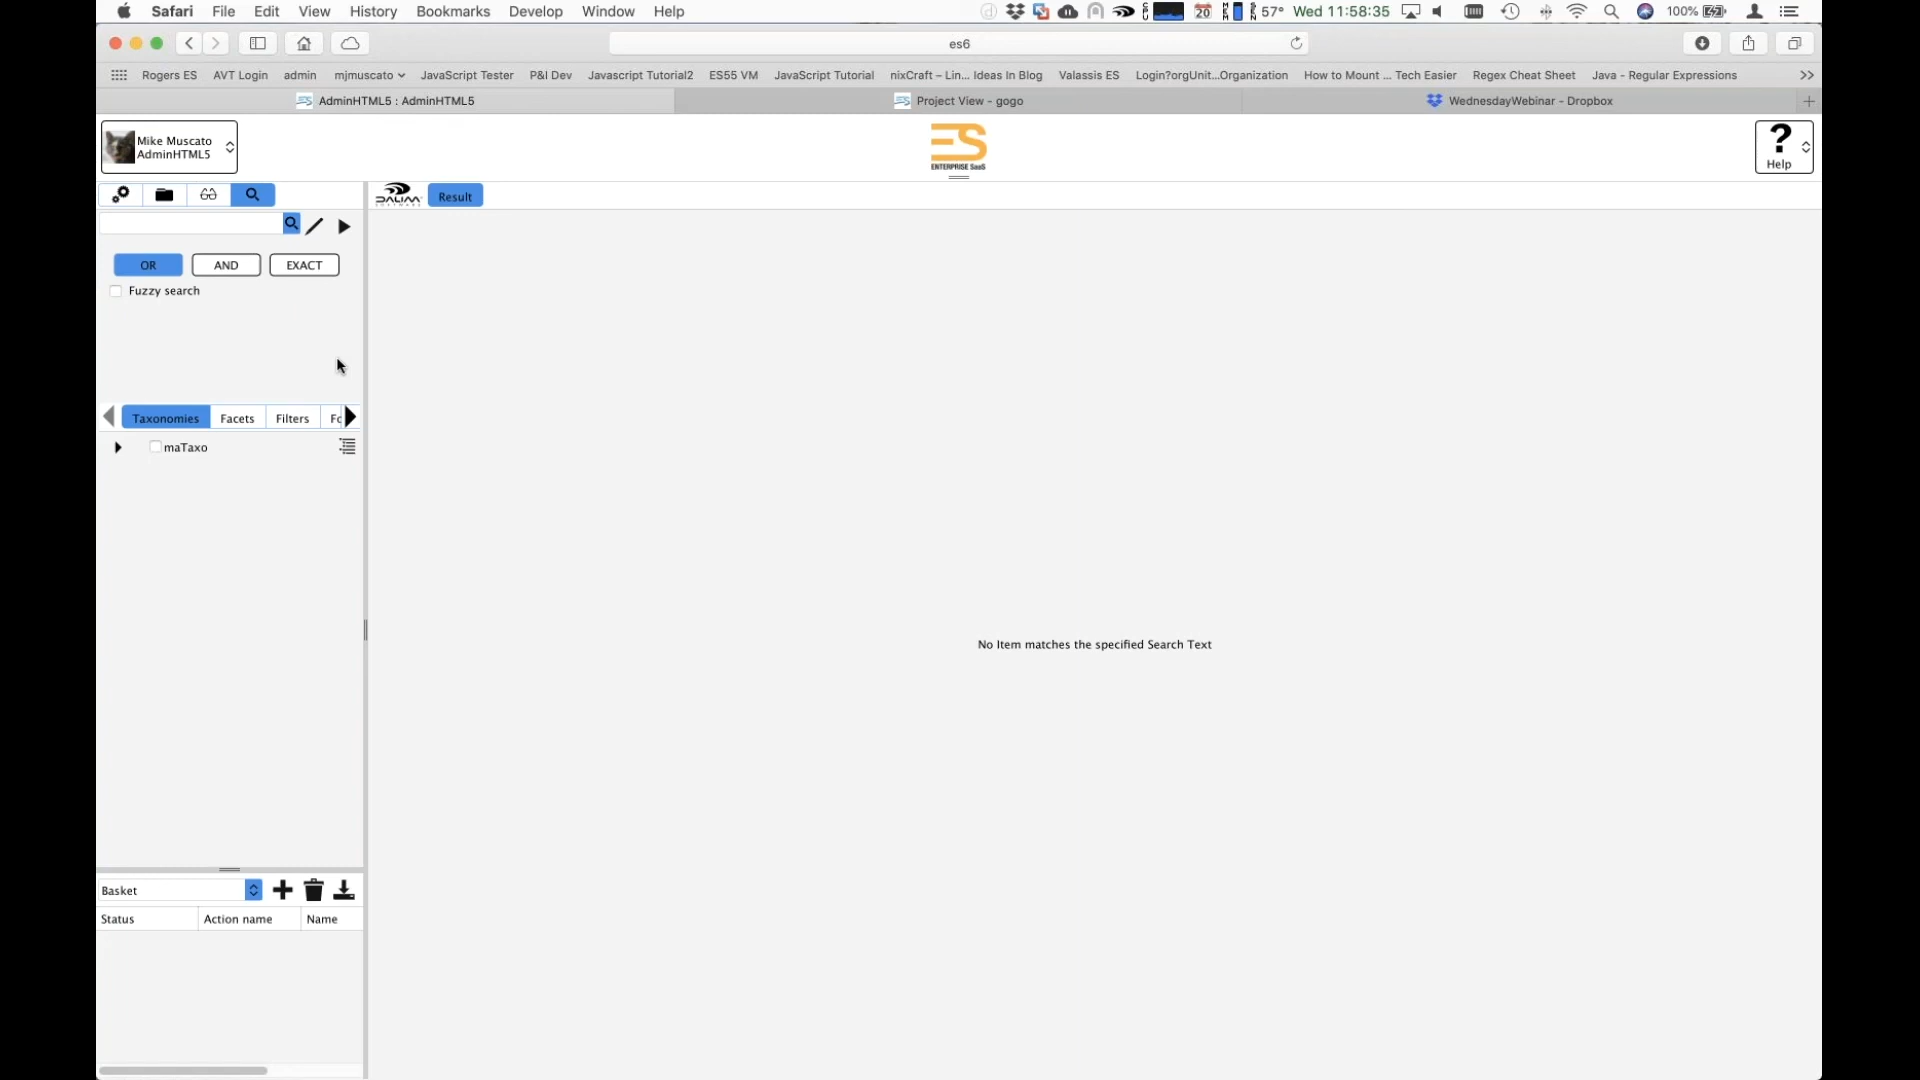 Safari File Edit View History Bookmarks Develop Window Help 20 57° Wed 11:58:35 100%
es6
Rogers ES AVT Login admin mjmuscato JavaScript Tester P&I Dev Javascript Tutorial2 ES55 VM JavaScript Tutorial nixCraft – Lin... Ideas In Blog Valassis ES Login?orgUnit...Organization How to Mount ... Tech Easier Regex Cheat Sheet Java - Regular Expressions >>
AdminHTML5 : AdminHTML5 Project View - gogo WednesdayWebinar - Dropbox
Mike Muscato
AdminHTML5
ES
ENTERPRISE SaaS
?
Help
DALIM
SOFTWARE
Result
OR AND EXACT
Fuzzy search
Taxonomies Facets Filters Fo
maTaxo
No Item matches the specified Search Text
Basket
Status Action name Name